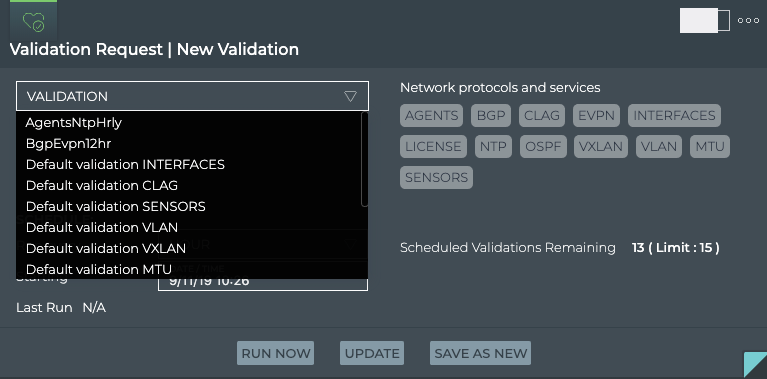 Validation Request | New Validation
VALIDATION
AgentsNtpHrly
BgpEvpn12hr
Default validation INTERFACES
Default validation CLAG
Default validation SENSORS
Default validation VLAN
Default validation VXLAN
Default validation MTU
Starting
9/11/19 10:26
Last Run N/A
Network protocols and services
AGENTS BGP CLAG EVPN INTERFACES
LICENSE NTP OSPF VXLAN VLAN MTU
SENSORS
Scheduled Validations Remaining 13 ( Limit : 15 )
RUN NOW UPDATE SAVE AS NEW